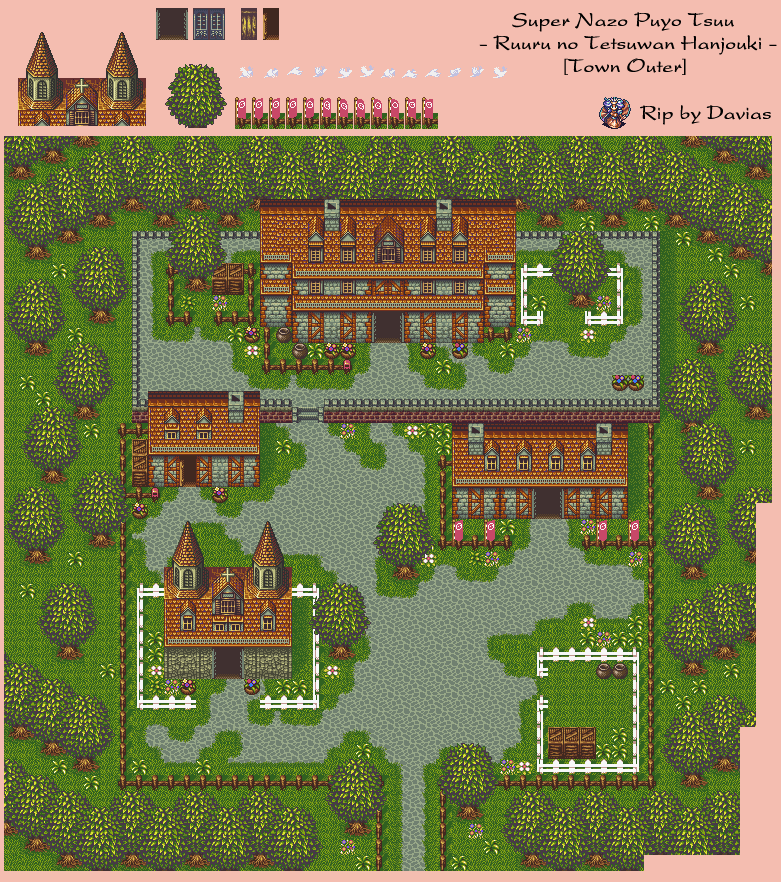 Super Nazo Puyo Tsuu
- Ruuru no Tetsuwan Hanjouki -
[Town Outer]
Rip by Davias